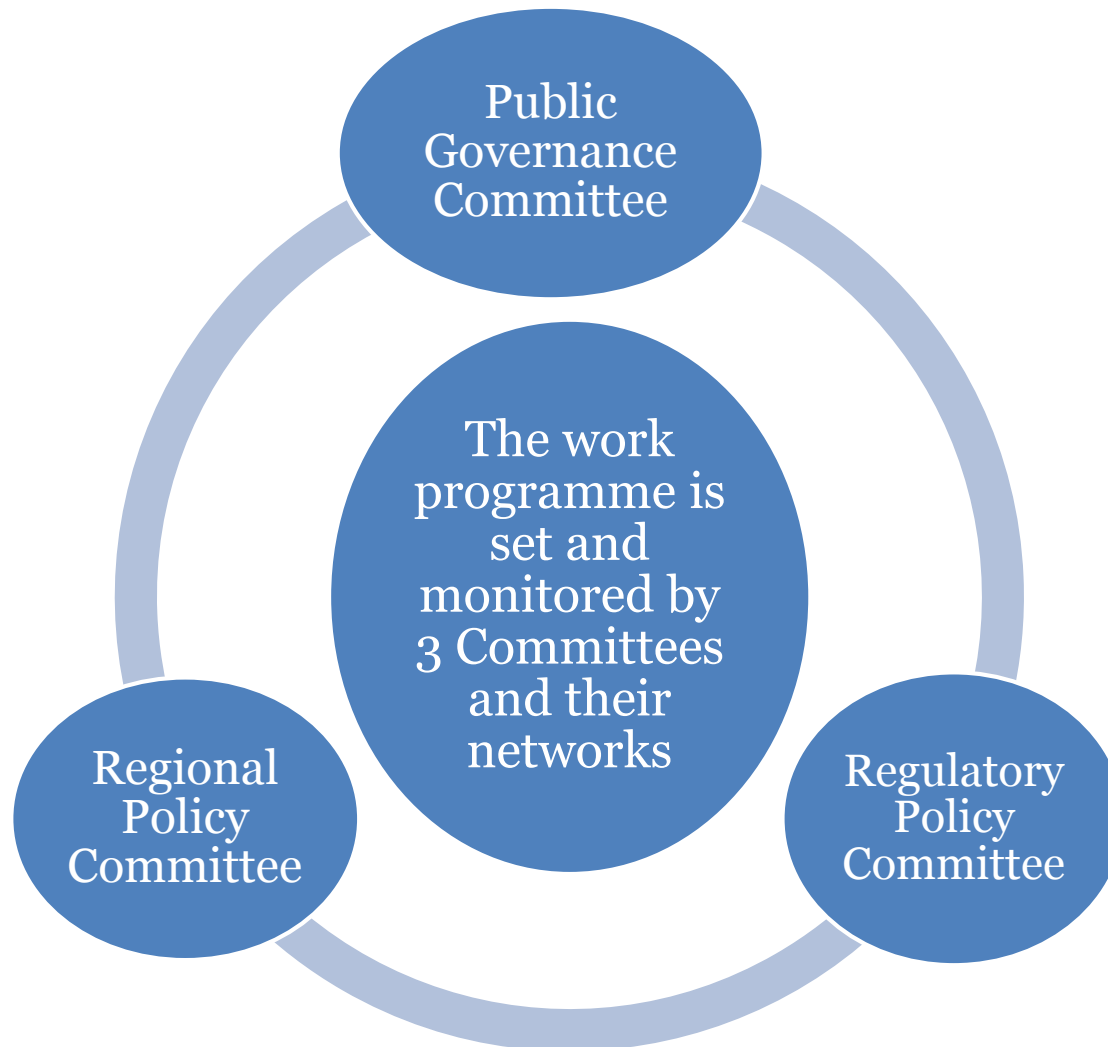 Public
Governance
Committee
The work
programme is
set and
monitored by
3 Committees
and their
networks
Regional
Policy
Committee
Regulatory
Policy
Committee